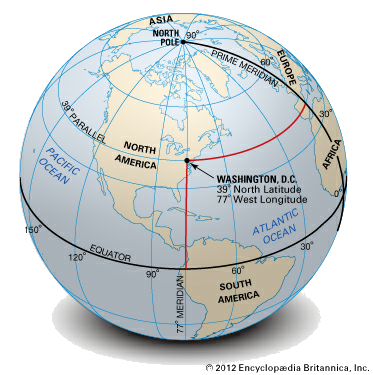 ASIA
NORTH
POLE
90°
PRIME MERIDIAN
60°
EUROPE
30°
39° PARALLEL
NORTH
AMERICA
AFRICA
PACIFIC
OCEAN
WASHINGTON, D.C.
39° North Latitude
77° West Longitude
0°
ATLANTIC
OCEAN
150°
120°
EQUATOR
90°
60°
30°
77° MERIDIAN
SOUTH
AMERICA
© 2012 Encyclopædia Britannica, Inc.